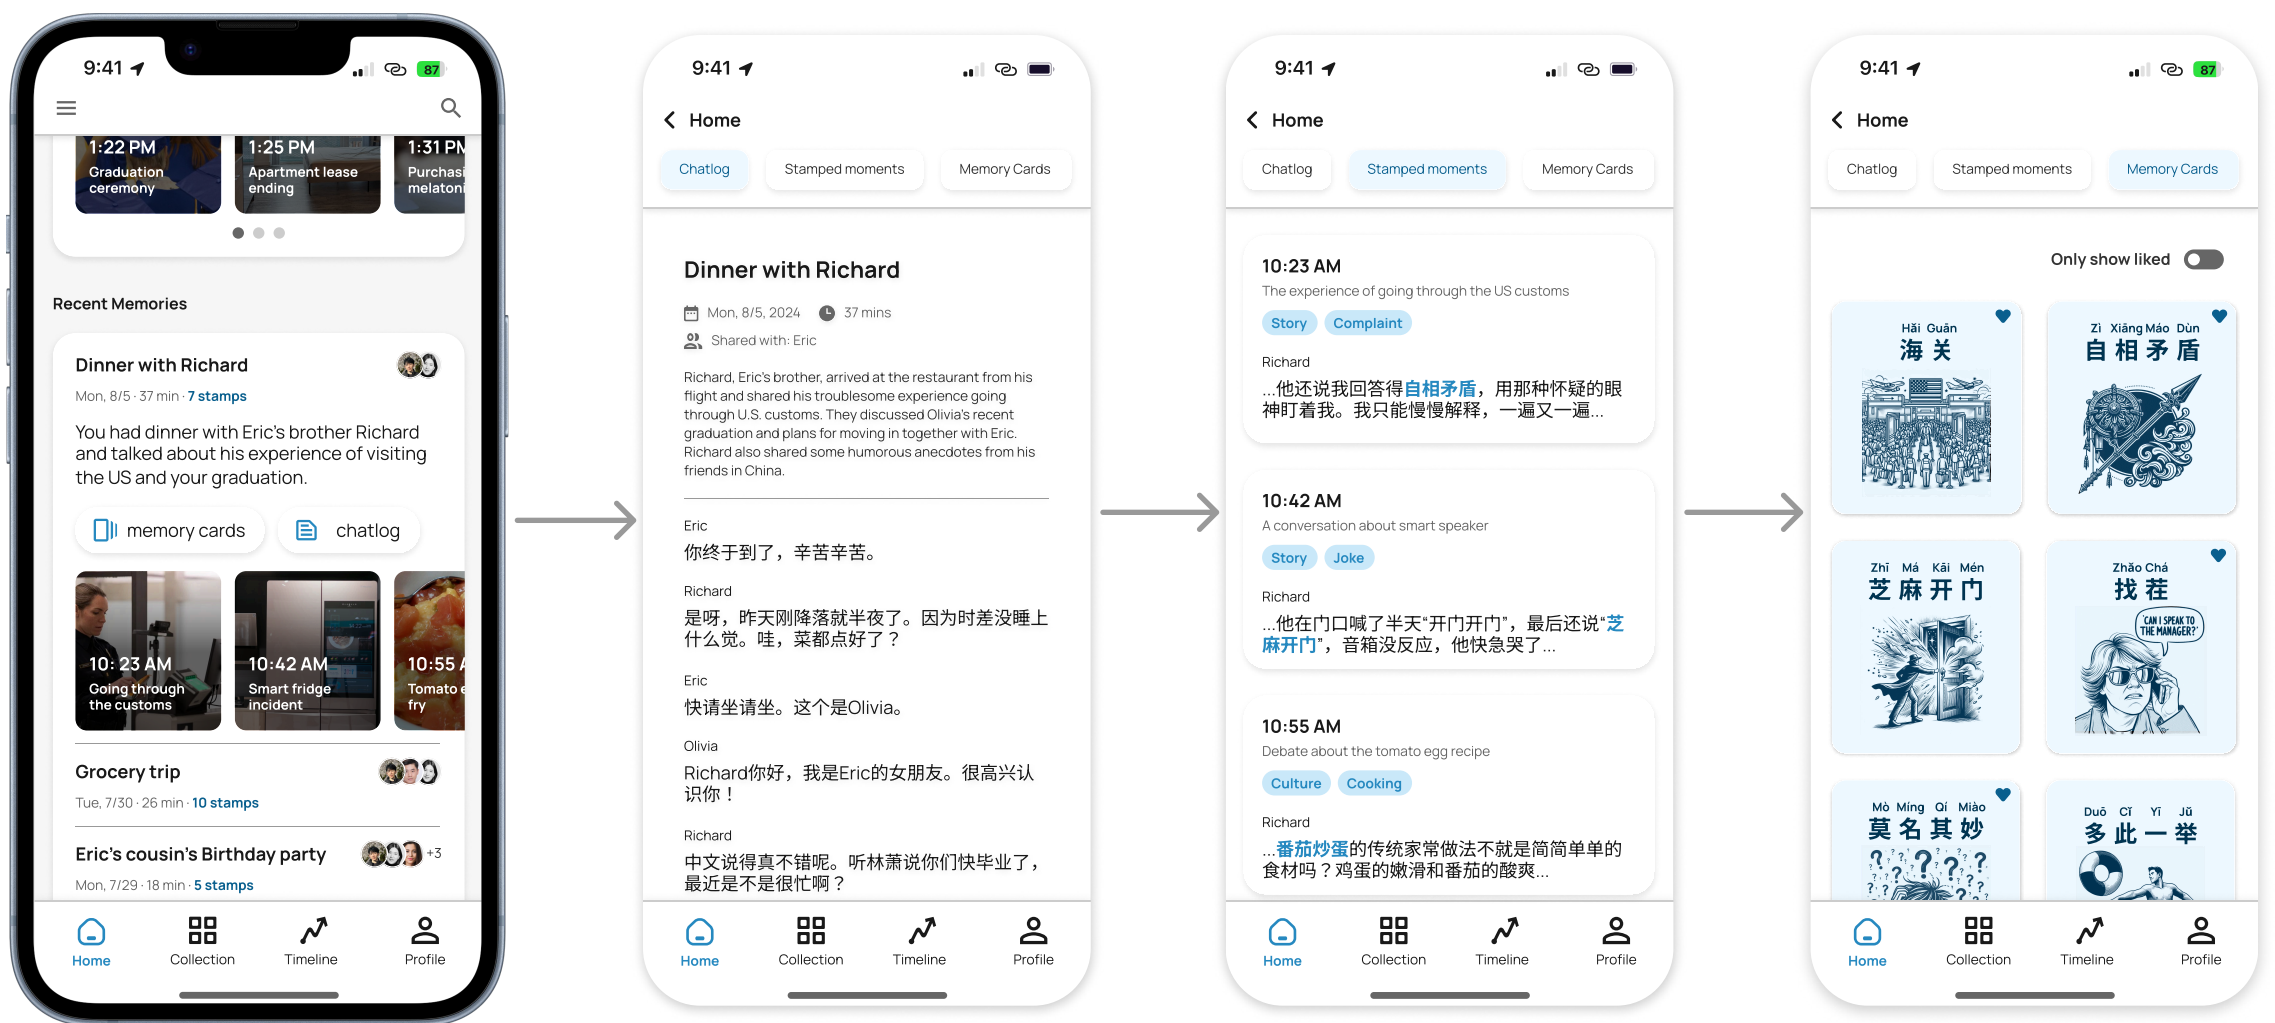 9:41
87
1:22 PM
Graduation
ceremony
1:25 PM
Apartment lease
ending
1:31 PM
Purchasi
melatoni
Recent Memories
Dinner with Richard
Mon, 8/5 · 37 min · 7 stamps
You had dinner with Eric's brother Richard
and talked about his experience of visiting
the US and your graduation.
memory cards
chatlog
10: 23 AM
Going through
the customs
10:42 AM
Smart fridge
incident
10:55 A
Tomato e
fry
Grocery trip
Tue, 7/30 · 26 min · 10 stamps
Eric's cousin's Birthday party
+3
Mon, 7/29 · 18 min · 5 stamps
Home
Collection
Timeline
Profile
9:41
Home
Chatlog
Stamped moments
Memory Cards
Dinner with Richard
Mon, 8/5, 2024
37 mins
Shared with: Eric
Richard, Eric's brother, arrived at the restaurant from his
flight and shared his troublesome experience going
through U.S. customs. They discussed Olivia's recent
graduation and plans for moving in together with Eric.
Richard also shared some humorous anecdotes from his
friends in China.
Eric
你终于到了，辛苦辛苦。
Richard
是呀，昨天刚降落就半夜了。因为时差没睡上
什么觉。哇，菜都点好了？
Eric
快请坐请坐。这个是Olivia。
Olivia
Richard你好，我是Eric的女朋友。很高兴认
识你！
Richard
中文说得真不错呢。听林萧说你们快毕业了，
最近是不是很忙啊？
Home
Collection
Timeline
Profile
9:41
Home
Chatlog
Stamped moments
Memory Cards
10:23 AM
The experience of going through the US customs
Story
Complaint
Richard
...他还说我回答得自相矛盾，用那种怀疑的眼
神盯着我。我只能慢慢解释，一遍又一遍...
10:42 AM
A conversation about smart speaker
Story
Joke
Richard
...他在门口喊了半天“开门开门”，最后还说“芝
麻开门”，音箱没反应，他快急哭了...
10:55 AM
Debate about the tomato egg recipe
Culture
Cooking
Richard
...番茄炒蛋的传统家常做法不就是简简单单的
食材吗？鸡蛋的嫩滑和番茄的酸爽...
Home
Collection
Timeline
Profile
9:41
87
Home
Chatlog
Stamped moments
Memory Cards
Only show liked
Hǎi Guān
海关
Zì Xiāng Máo Dùn
自相矛盾
Zhī Má Kāi Mén
芝麻开门
Zhǎo Chá
找茬
'CAN I SPEAK TO
THE MANAGER?'
Mò Míng Qí Miào
莫名其妙
Duō Cǐ Yī Jǔ
多此一举
Home
Collection
Timeline
Profile